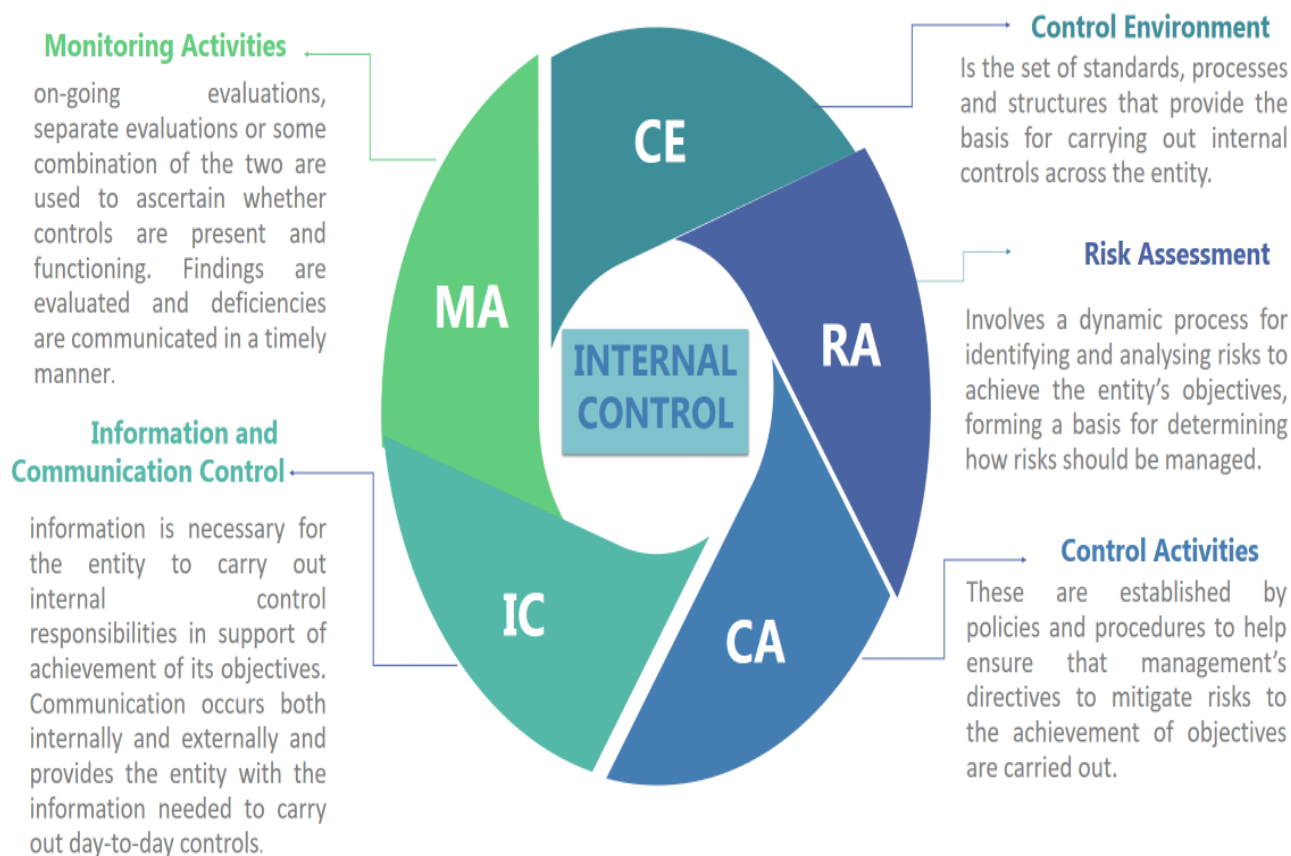 Monitoring Activities
on-going evaluations,
separate evaluations or some
combination of the two are
used to ascertain whether
controls are present and
functioning. Findings are
evaluated and deficiencies
are communicated in a timely
manner.
Information and
Communication Control
information is necessary for
the entity to carry out
internal control
responsibilities in support of
achievement of its objectives.
Communication occurs both
internally and externally and
provides the entity with the
information needed to carry
out day-to-day controls.
CE
RA
CA
IC
MA
INTERNAL
CONTROL
Control Environment
Is the set of standards, processes
and structures that provide the
basis for carrying out internal
controls across the entity.
Risk Assessment
Involves a dynamic process for
identifying and analysing risks to
achieve the entity's objectives,
forming a basis for determining
how risks should be managed.
Control Activities
These are established by
policies and procedures to help
ensure that management's
directives to mitigate risks to
the achievement of objectives
are carried out.